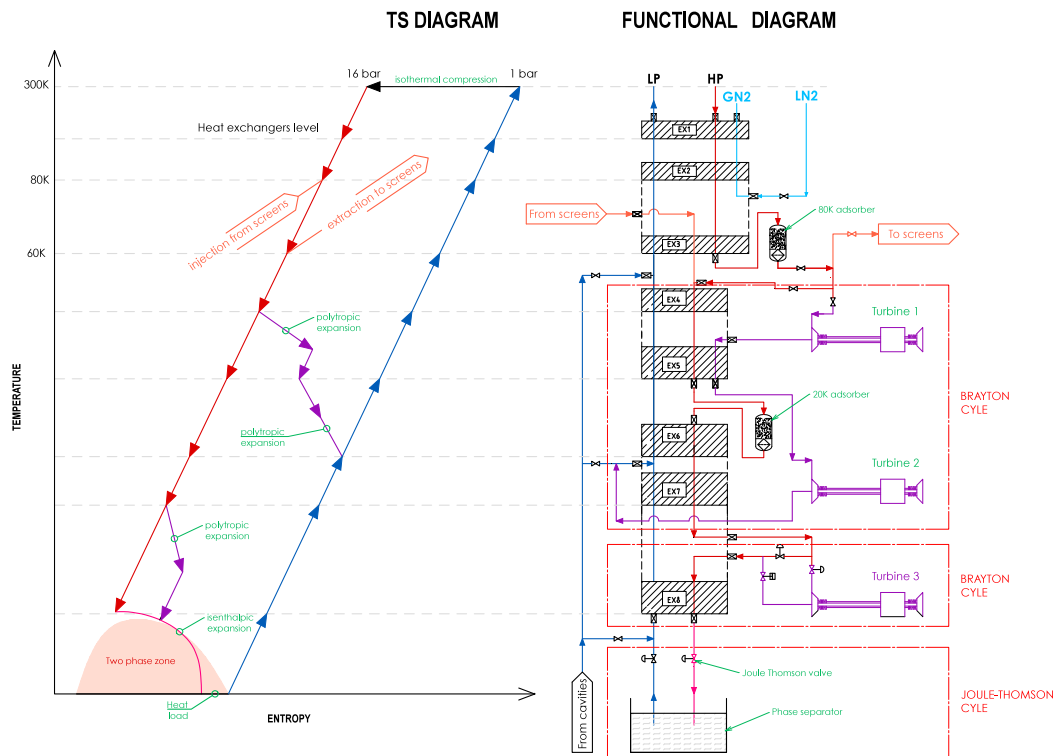 TS DIAGRAM
FUNCTIONAL DIAGRAM
300K
16 bar
isothermal compression
1 bar
LP
HP
GN2
LN2
Heat exchangers level
EX1
EX2
80K
injection from screens
extraction to screens
From screens
80K adsorber
To screens
60K
EX3
EX4
polytropic
expansion
Turbine 1
EX5
TEMPERATURE
20K adsorber
BRAYTON
CYLE
polytropic
expansion
EX6
Turbine 2
EX7
polytropic
expansion
Turbine 3
BRAYTON
CYLE
EX8
isenthalpic
expansion
Two phase zone
Joule Thomson valve
JOULE-THOMSON
CYLE
Heat
load
ENTROPY
From cavities
Phase separator